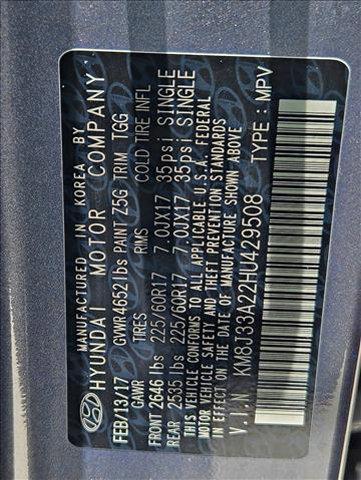 MANUFACTURED IN KOREA BY
HYUNDAI MOTOR COMPANY
FEB/13/17 GVWR 4652 lbs PAINT Z5G TRIM TGG
GAWR TIRES RIMS COLD TIRE INFL
FRONT 2646 lbs 225/60R17 7.0JX17 35psi SINGLE
REAR 2535 lbs 225/60R17 7.0JX17 35psi SINGLE
THIS VEHICLE CONFORMS TO ALL APPLICABLE U.S.A. FEDERAL
MOTOR VEHICLE SAFETY AND THEFT PREVENTION STANDARDS
IN EFFECT ON THE DATE OF MANUFACTURE SHOWN ABOVE.
V.I.N KM8J33A22HU429508 TYPE: MPV